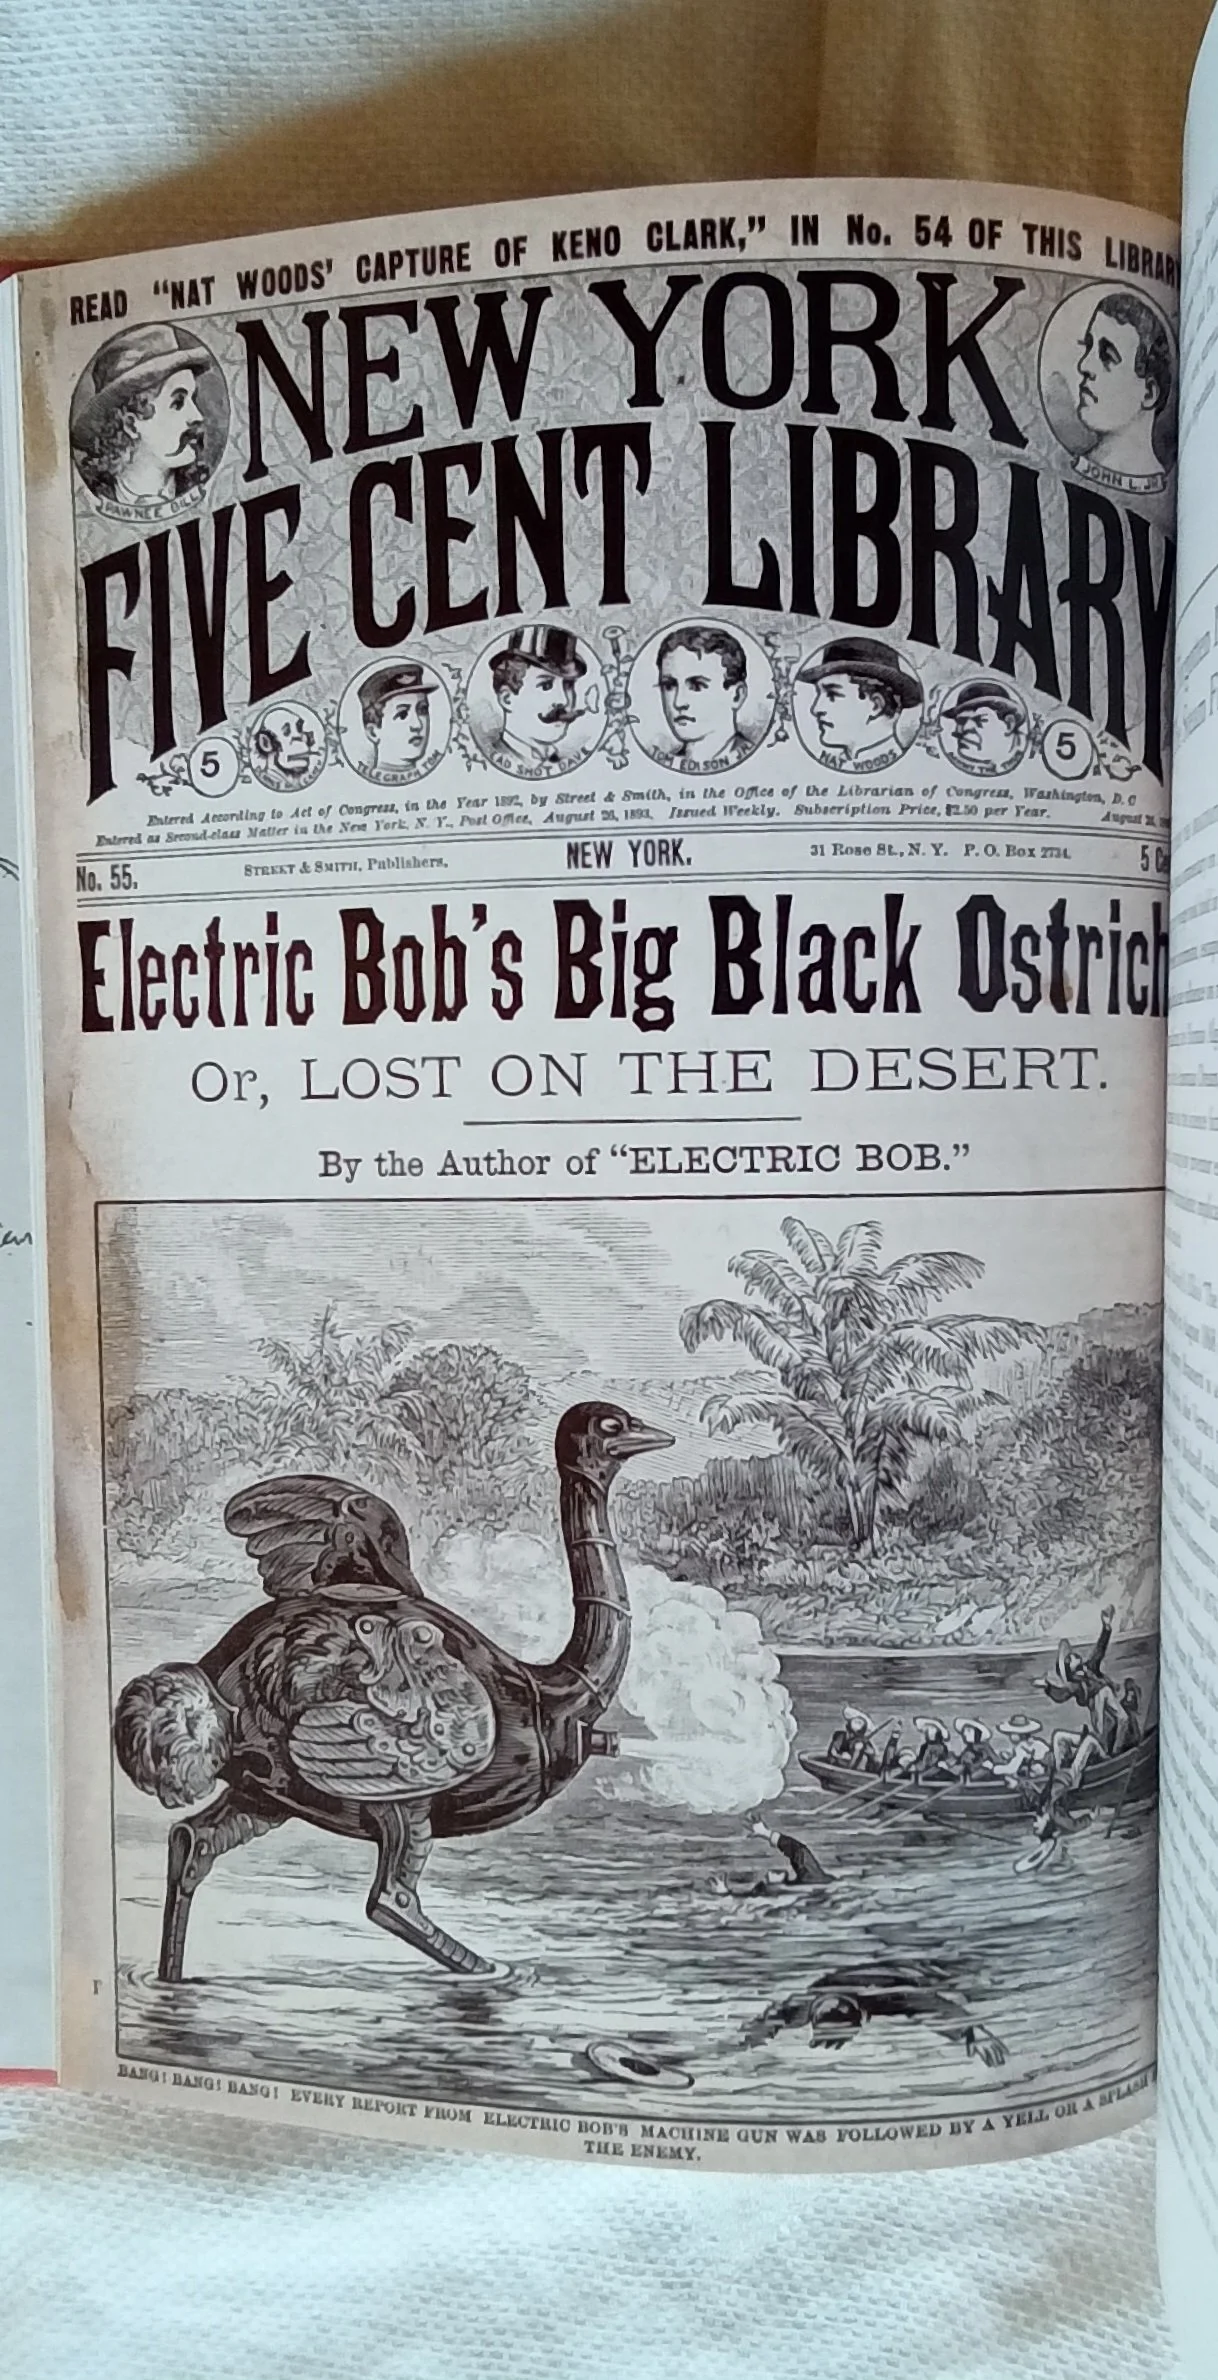 READ "NAT WOODS' CAPTURE OF KENO CLARK," IN No. 54 OF THIS LIBRAR
NEW YORK
FIVE CENT LIBRARY
PAWNEE BILL
JOHN L. JR.
5
TELEGRAPH TOM
DEAD SHOT DAVE
TOM EDISON JR.
NAT WOODS
5
Entered According to Act of Congress, in the Year 1892, by Street & Smith, in the Office of the Librarian of Congress, Washington, D. C
Entered as Second-class Matter in the New York, N. Y., Post Office, August 26, 1893. Issued Weekly. Subscription Price, $2.50 per Year. August
No. 55. STREET & SMITH, Publishers. NEW YORK. 31 Rose St., N. Y. P. O. Box 2734. 5 Ce
Electric Bob's Big Black Ostrich
Or, LOST ON THE DESERT.
By the Author of "ELECTRIC BOB."
BANG! BANG! BANG! EVERY REPORT FROM ELECTRIC BOB'S MACHINE GUN WAS FOLLOWED BY A YELL OR A SPLASH
THE ENEMY.